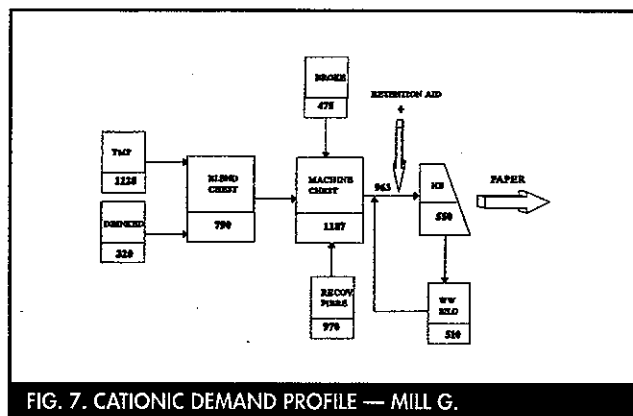 BROKE
475
RETENTION AID
+
TMP
1120
BLEND
CHEST
790
MACHINE
CHEST
1187
963
HB
550
PAPER
DEINKED
320
RECOV.
FIBRE
970
WW
SILO
510
FIG. 7. CATIONIC DEMAND PROFILE — MILL G.